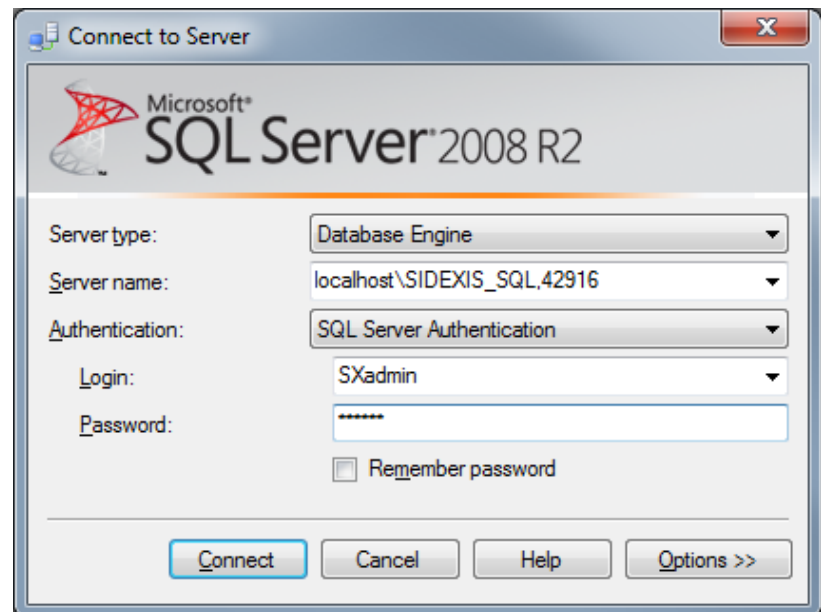 Connect to Server
Microsoft®
SQL Server® 2008 R2
Server type: Database Engine
Server name: localhost\SIDEXIS_SQL,42916
Authentication: SQL Server Authentication
Login: SXadmin
Password: ******
Remember password
Connect Cancel Help Options >>